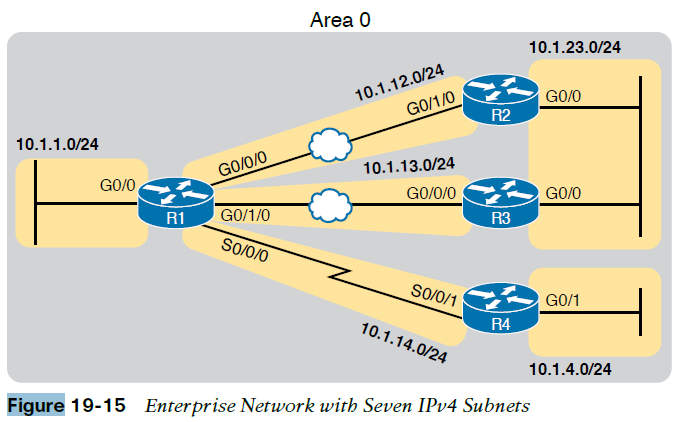 Area 0
10.1.23.0/24
10.1.12.0/24
G0/1/0
G0/0
R2
10.1.1.0/24
G0/0/0
10.1.13.0/24
G0/0
G0/0/0
G0/0
R1
G0/1/0
R3
S0/0/0
S0/0/1
G0/1
R4
10.1.14.0/24
10.1.4.0/24
Figure 19-15 Enterprise Network with Seven IPv4 Subnets